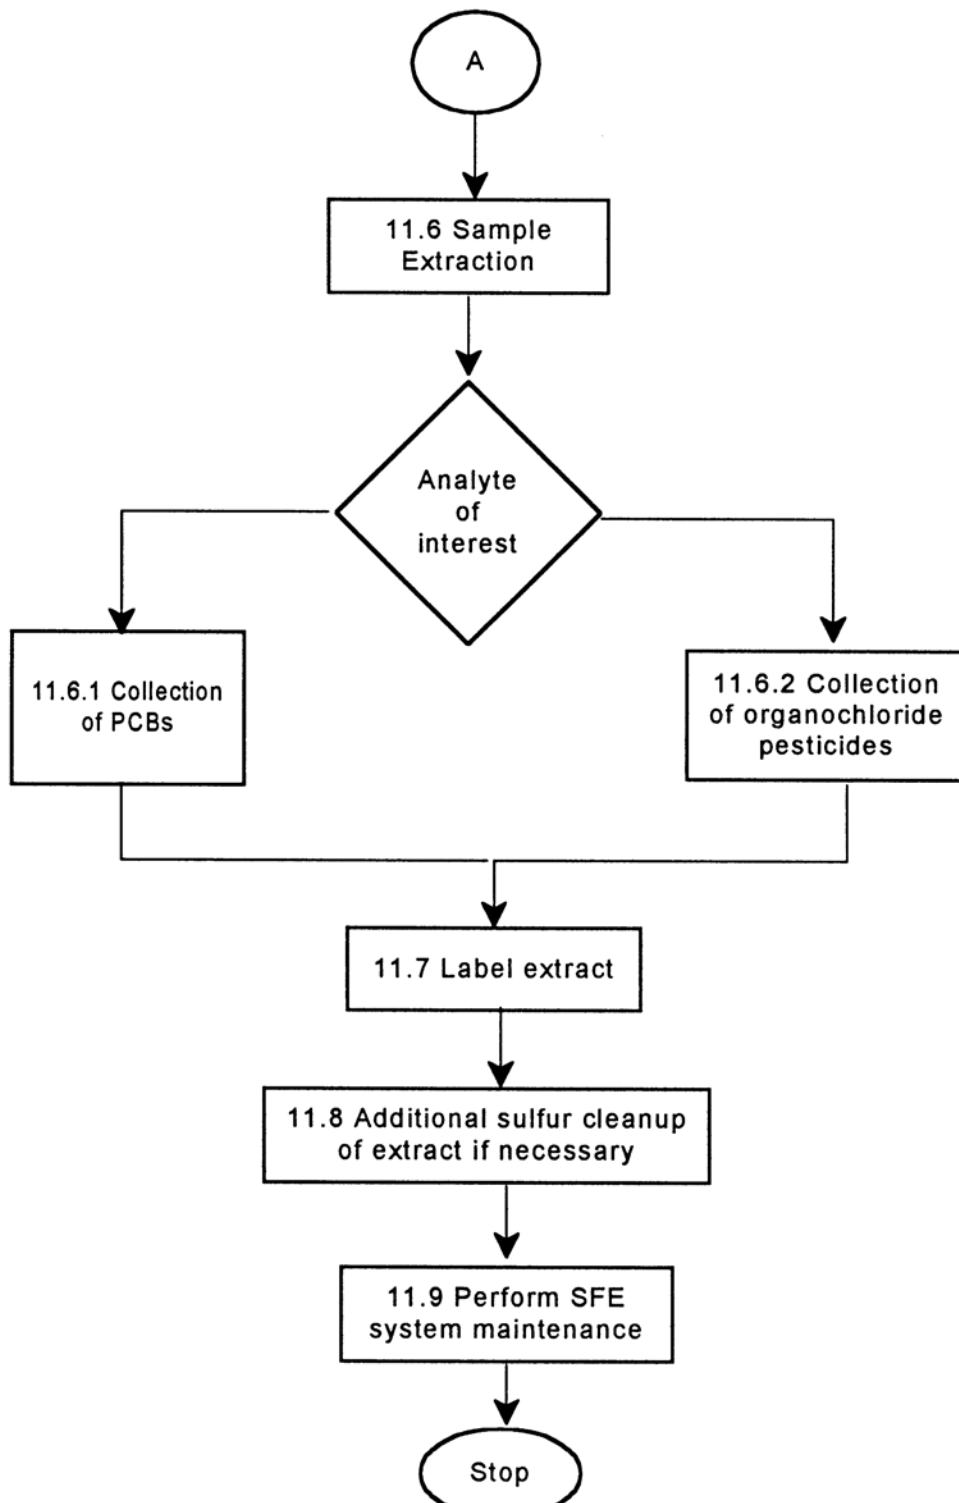 A
11.6 Sample
Extraction
Analyte
of
interest
11.6.1 Collection
of PCBs
11.6.2 Collection
of organochloride
pesticides
11.7 Label extract
11.8 Additional sulfur cleanup
of extract if necessary
11.9 Perform SFE
system maintenance
Stop